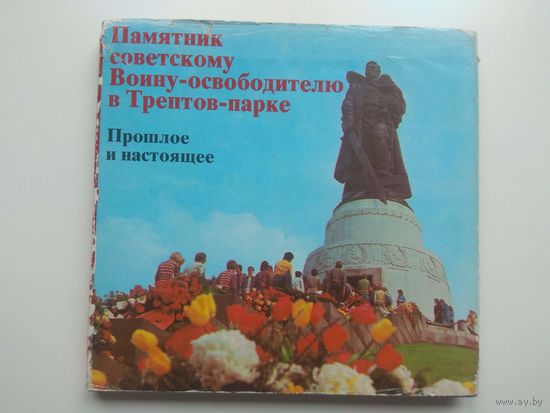 Памятник
советскому
Воину-освободителю
в Трептов-парке
Прошлое
и настоящее
www.ay.by